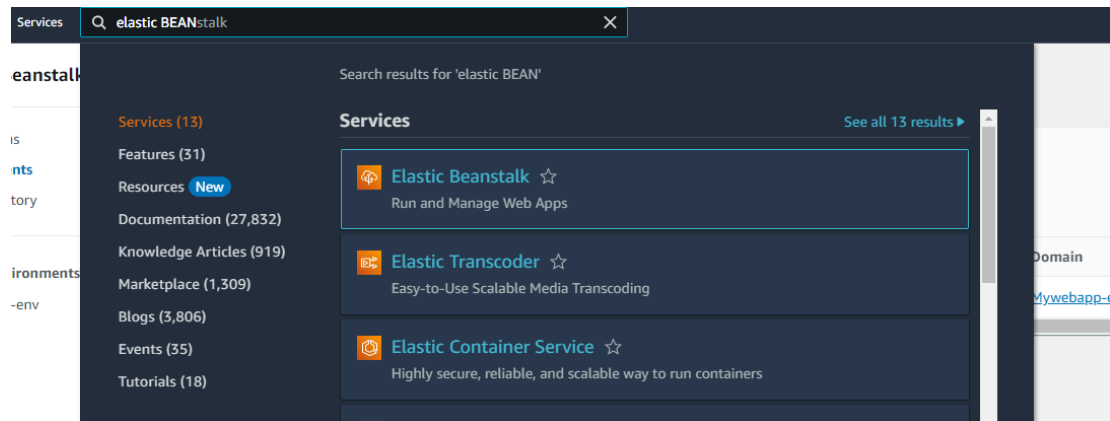 Services
elastic BEANstalk
eanstalk
Search results for 'elastic BEAN'
Services (13)
Features (31)
Resources New
Documentation (27,832)
Knowledge Articles (919)
Marketplace (1,309)
Blogs (3,806)
Events (35)
Tutorials (18)
Services
See all 13 results
Elastic Beanstalk
Run and Manage Web Apps
Elastic Transcoder
Easy-to-Use Scalable Media Transcoding
Elastic Container Service
Highly secure, reliable, and scalable way to run containers
nts
tory
ironments
-env
Domain
Mywebapp-e